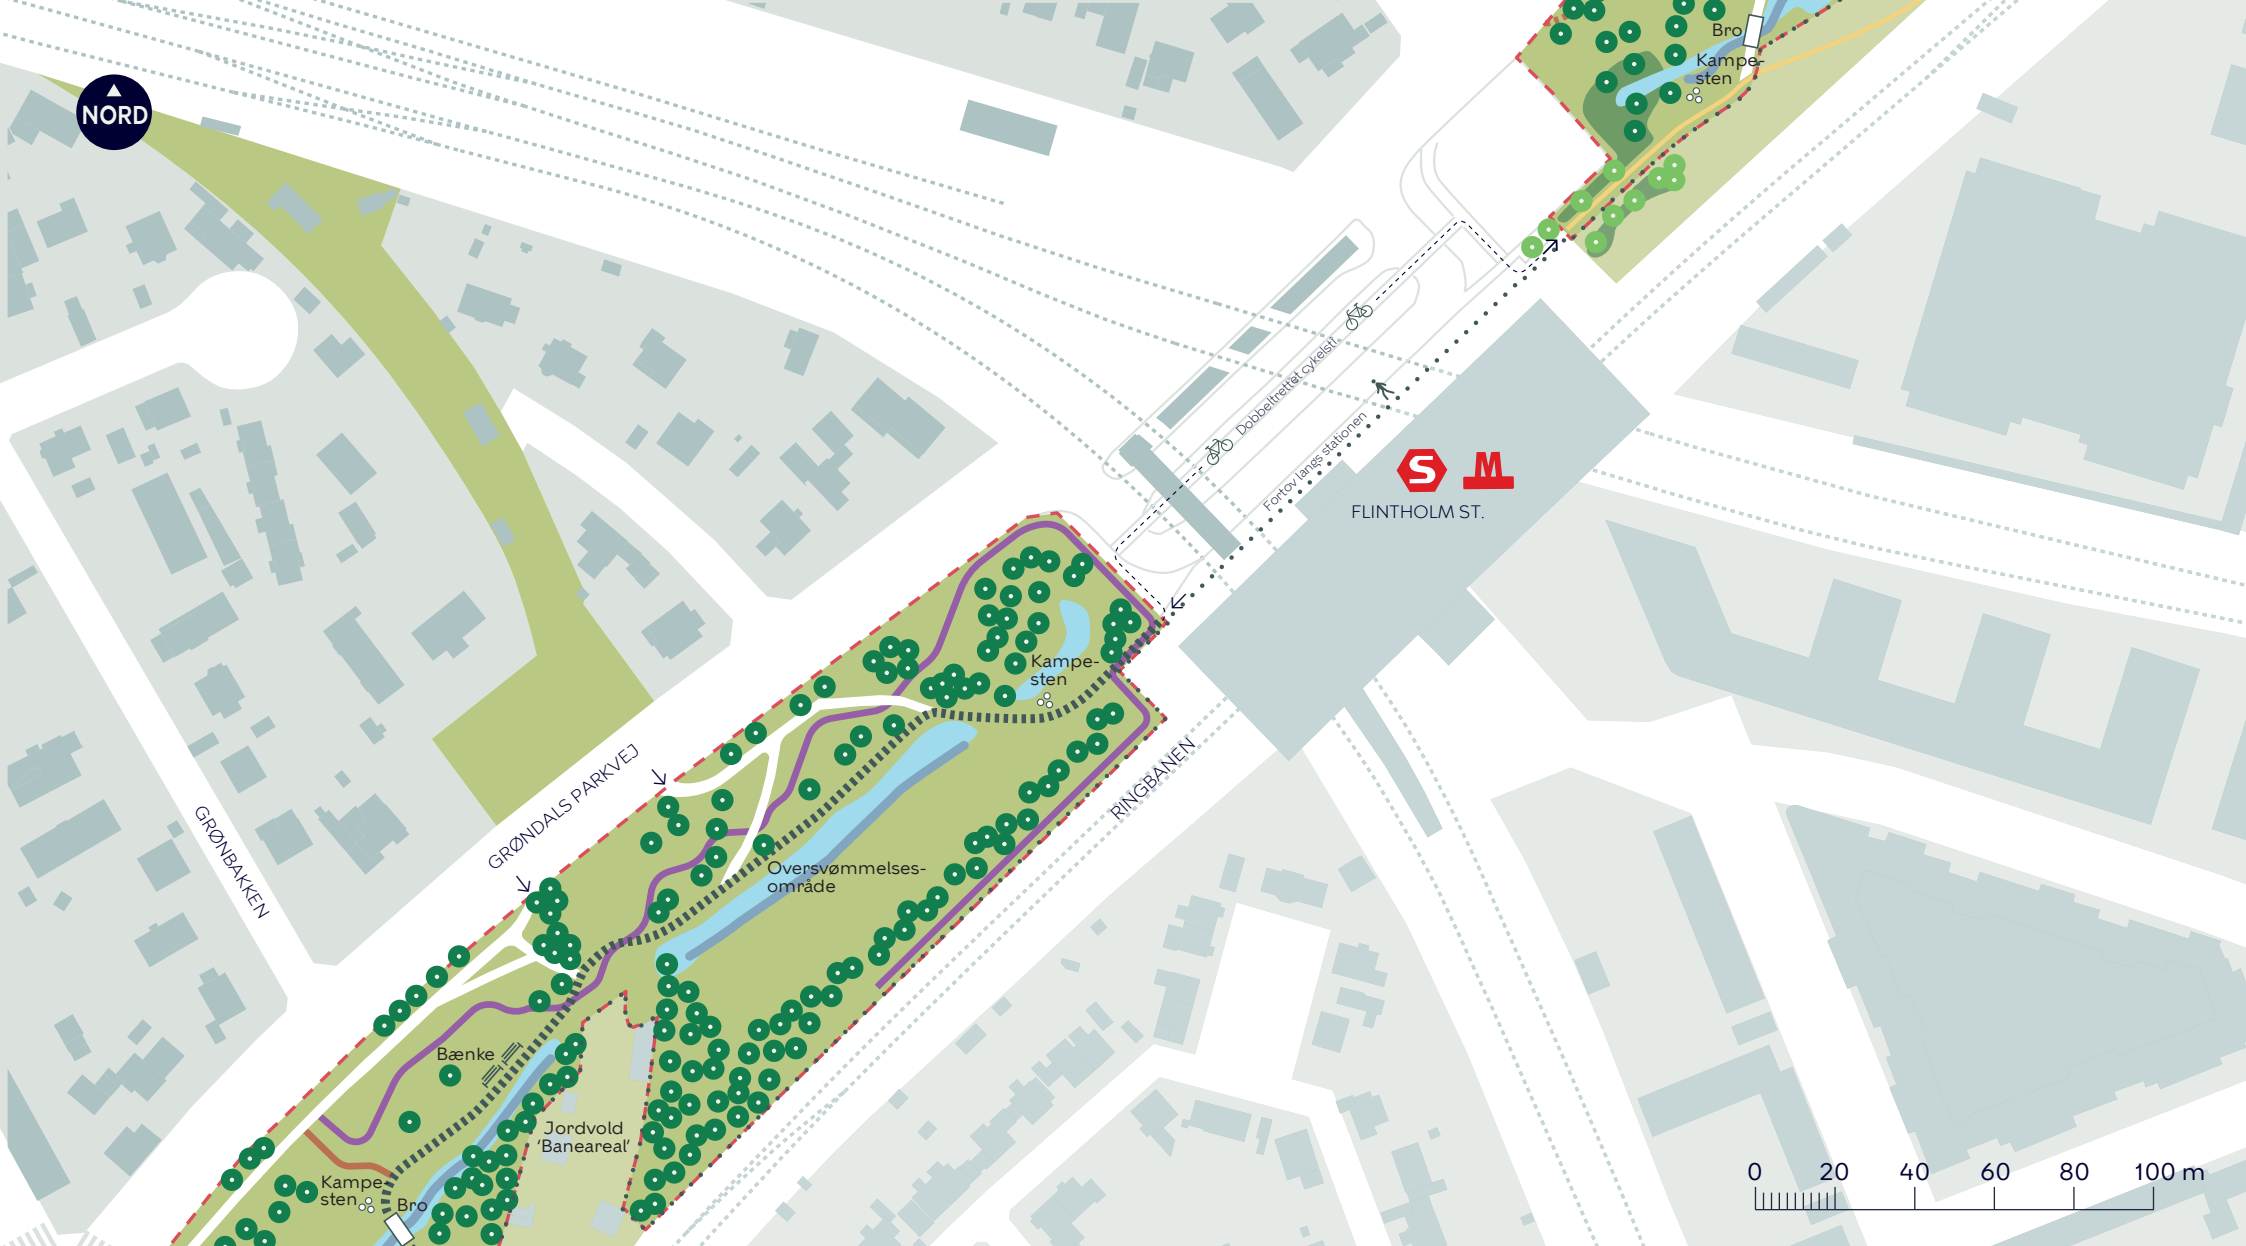 Bro
Kampe-
sten
NORD
Dobbeltrettet cykelsti
Fortov langs stationen
S M
FLINTHOLM ST.
Kampe-
sten
GRØNDALS PARKVEJ
RINGBANEN
GRØNBAKKEN
Oversvømmelses-
område
Bænke
Jordvold
'Baneareal'
Kampe-
sten
Bro
0 20 40 60 80 100 m